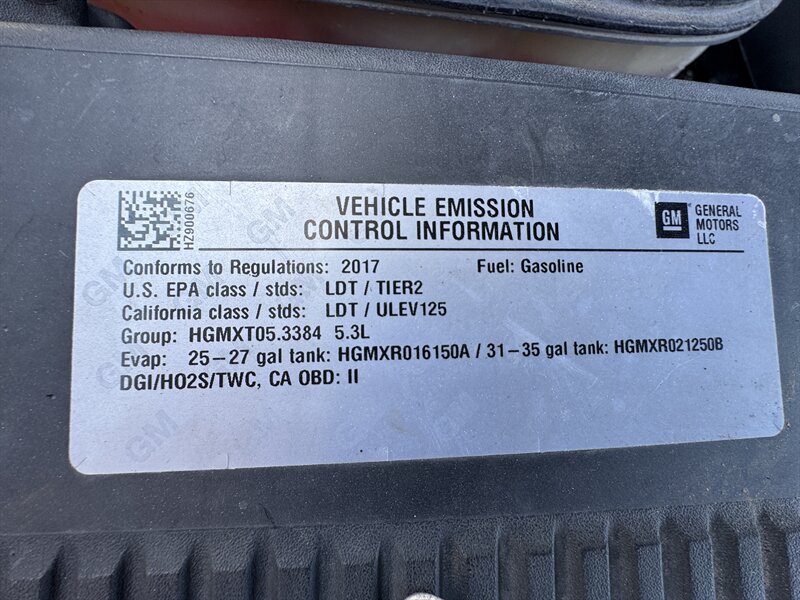 HZ900676
VEHICLE EMISSION
CONTROL INFORMATION
GM
GENERAL
MOTORS
LLC
Conforms to Regulations: 2017 Fuel: Gasoline
U.S. EPA class / stds: LDT / TIER2
California class / stds: LDT / ULEV125
Group: HGMXT05.3384 5.3L
Evap: 25–27 gal tank: HGMXR016150A / 31–35 gal tank: HGMXR021250B
DGI/HO2S/TWC, CA OBD: II